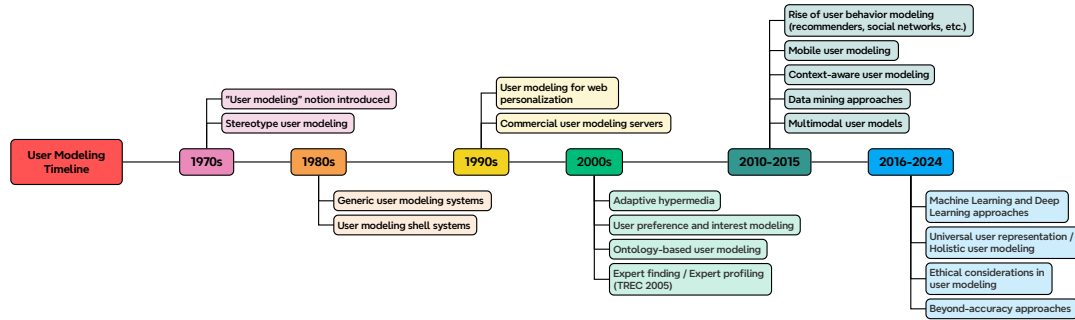 User Modeling
Timeline
1970s
"User modeling" notion introduced
Stereotype user modeling
1980s
Generic user modeling systems
User modeling shell systems
1990s
User modeling for web
personalization
Commercial user modeling servers
2000s
Adaptive hypermedia
User preference and interest modeling
Ontology-based user modeling
Expert finding / Expert profiling
(TREC 2005)
2010-2015
Rise of user behavior modeling
(recommenders, social networks, etc.)
Mobile user modeling
Context-aware user modeling
Data mining approaches
Multimodal user models
2016-2024
Machine Learning and Deep
Learning approaches
Universal user representation /
Holistic user modeling
Ethical considerations in
user modeling
Beyond-accuracy approaches